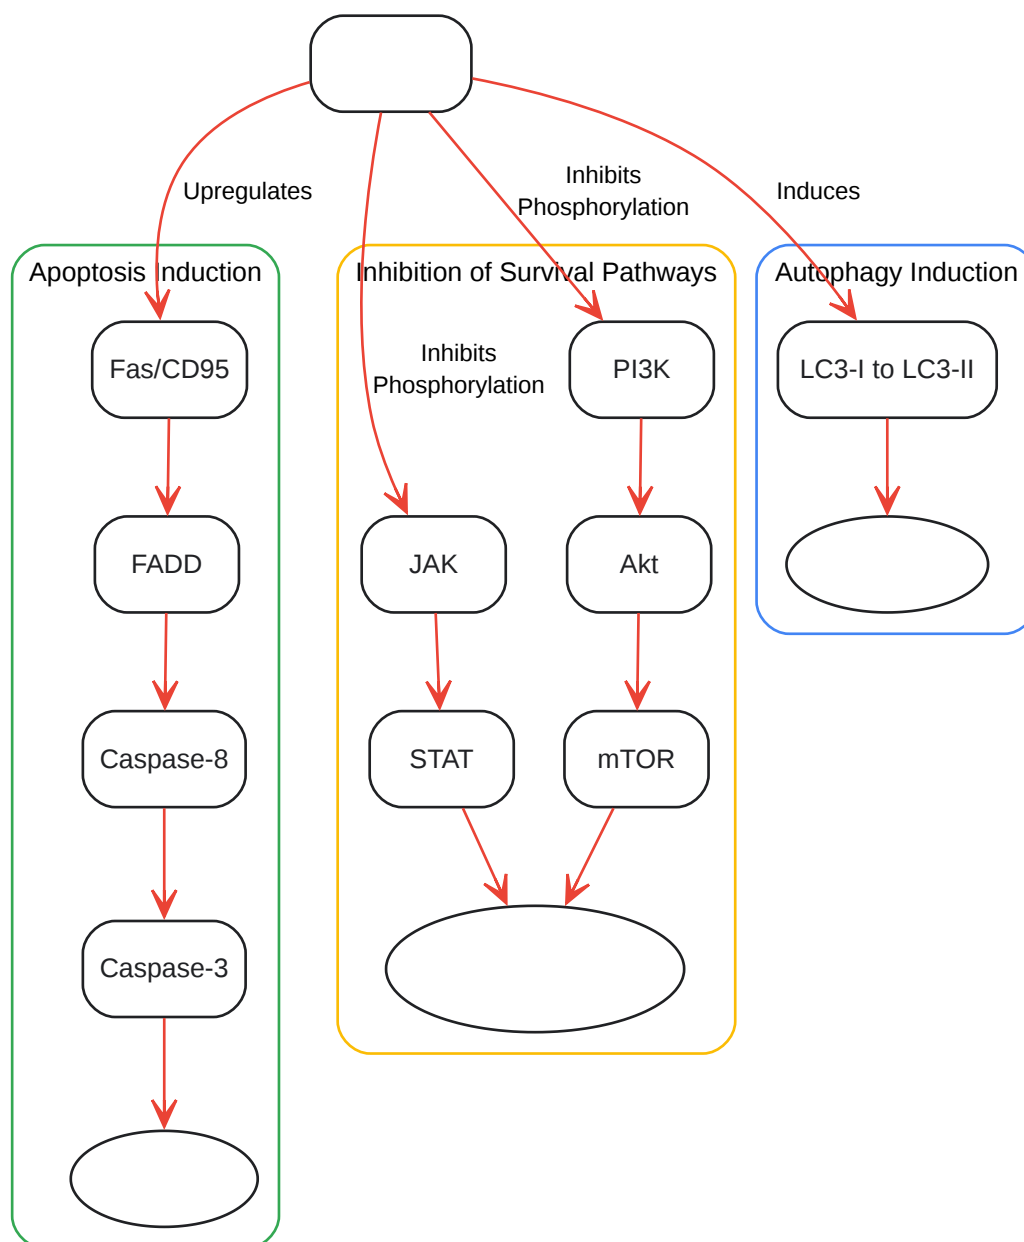 Upregulates
Inhibits
Phosphorylation
Induces
Apoptosis Induction
Inhibition of Survival Pathways
Autophagy Induction
Fas/CD95
Inhibits
Phosphorylation
PI3K
LC3-I to LC3-II
FADD
JAK
Akt
Caspase-8
STAT
mTOR
Caspase-3